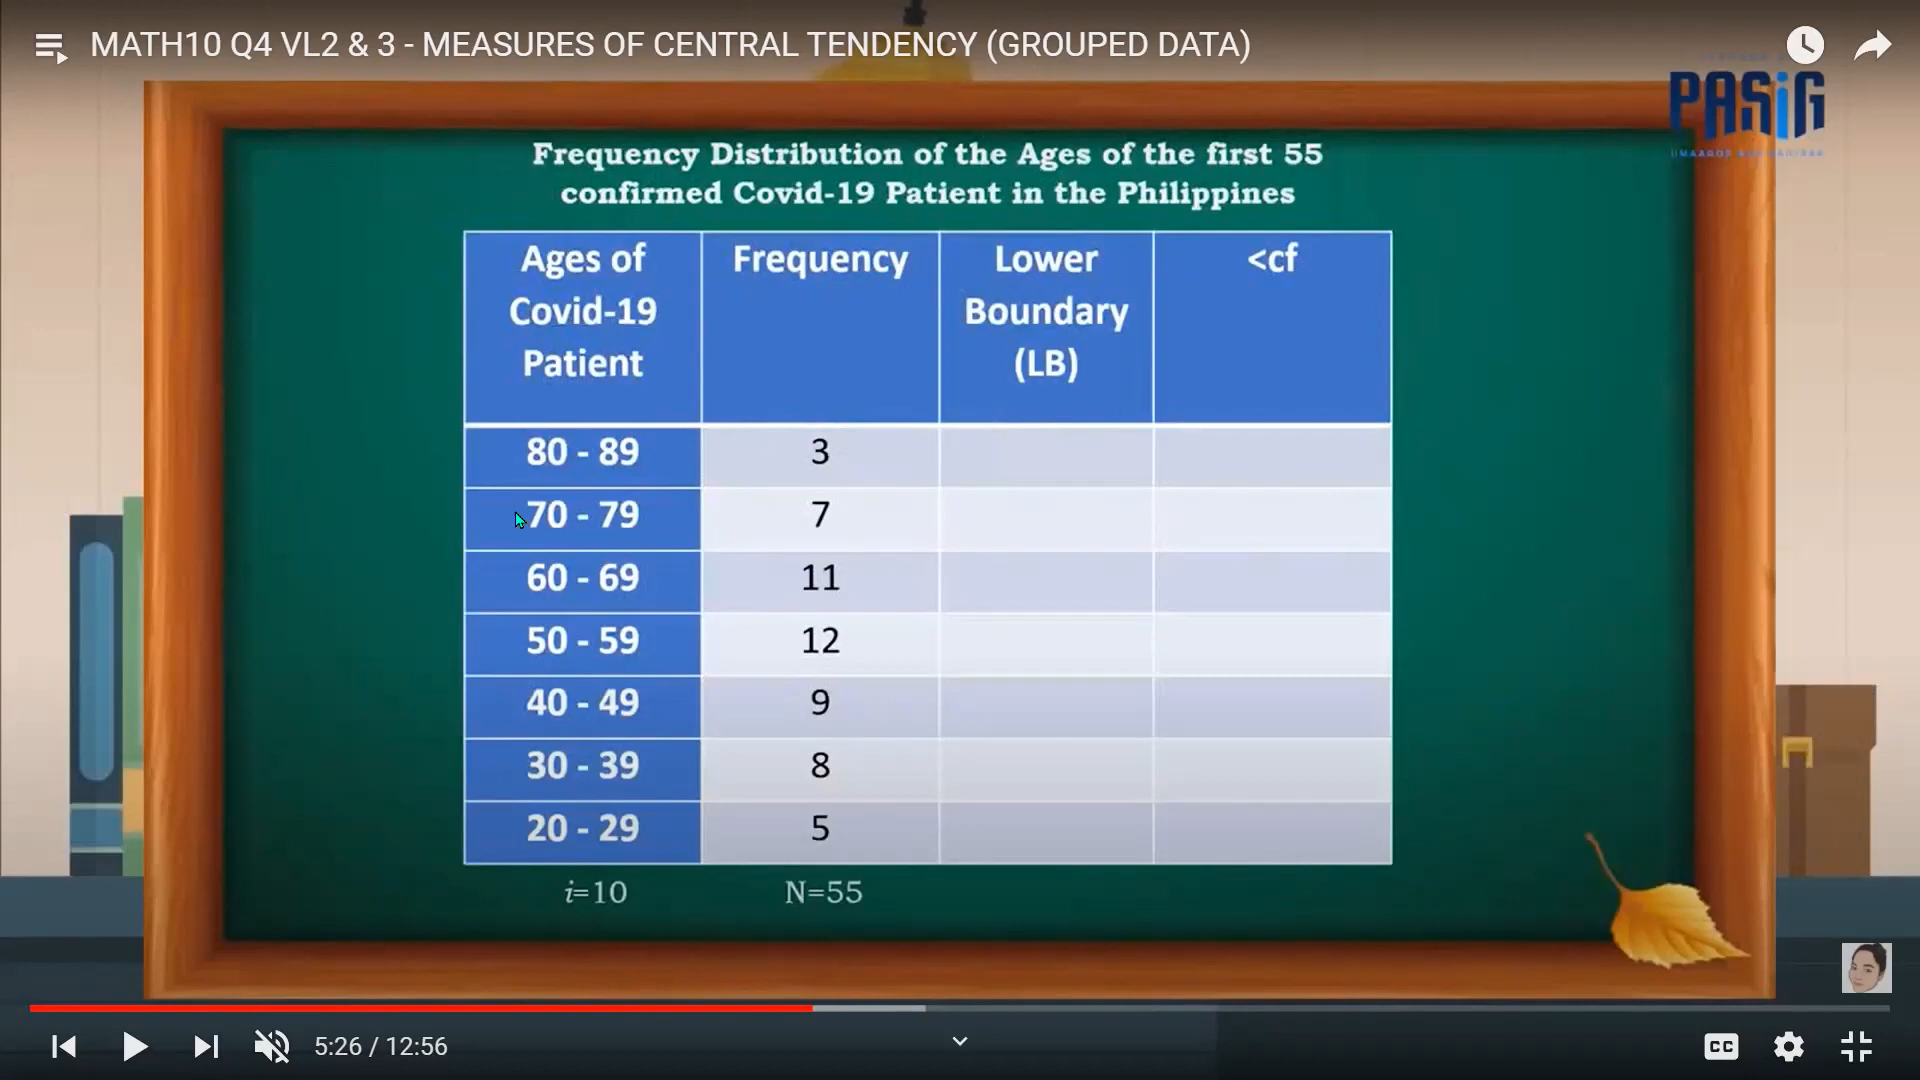 MATH10 Q4 VL2 & 3 - MEASURES OF CENTRAL TENDENCY (GROUPED DATA)
PASiG
Frequency Distribution of the Ages of the first 55
confirmed Covid-19 Patient in the Philippines
Ages of Covid-19 Patient Frequency Lower Boundary (LB) <cf
80 - 89 3
70 - 79 7
60 - 69 11
50 - 59 12
40 - 49 9
30 - 39 8
20 - 29 5
i=10 N=55
5:26 / 12:56
CC